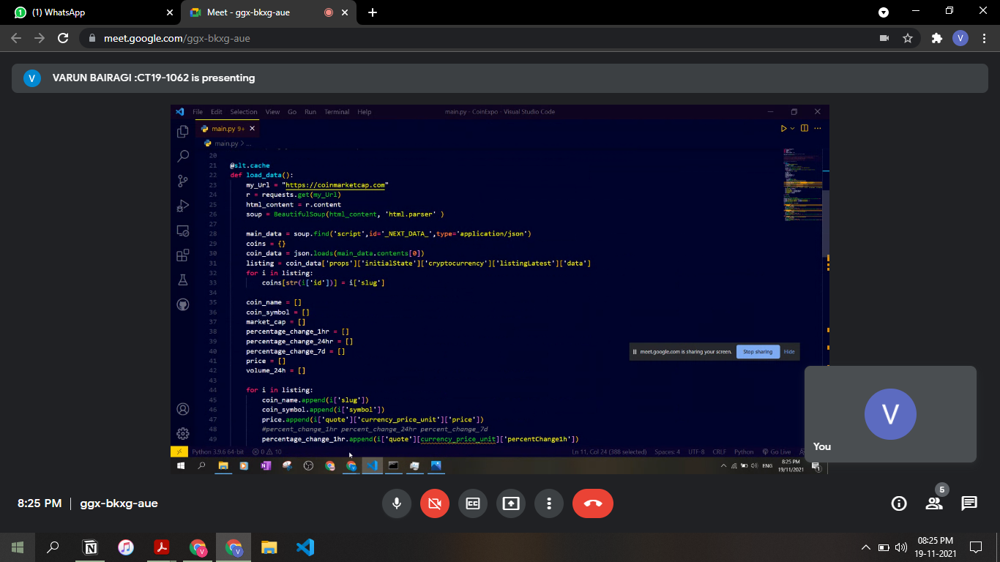 (1) WhatsApp
Meet - ggx-bkxg-aue
meet.google.com/ggx-bkxg-aue
V
V VARUN BAIRAGI :CT19-1062 is presenting
File Edit Selection View Go Run Terminal Help main.py - CoinExpo - Visual Studio Code
main.py 9+
main.py > ...
20
21 @slt.cache
22 def load_data():
23 my_Url = "https://coinmarketcap.com"
24 r = requests.get(my_Url)
25 html_content = r.content
26 soup = BeautifulSoup(html_content, 'html.parser' )
27
28 main_data = soup.find('script',id='_NEXT_DATA_',type='application/json')
29 coins = {}
30 coin_data = json.loads(main_data.contents[0])
31 listing = coin_data['props']['initialState']['cryptocurrency']['listingLatest']['data']
32 for i in listing:
33 coins[str(i['id'])] = i['slug']
34
35 coin_name = []
36 coin_symbol = []
37 market_cap = []
38 percentage_change_1hr = []
39 percentage_change_24hr = []
40 percentage_change_7d = []
41 price = []
42 volume_24h = []
43
44 for i in listing:
45 coin_name.append(i['slug'])
46 coin_symbol.append(i['symbol'])
47 price.append(i['quote']['currency_price_unit']['price'])
48 #percent_change_1hr percent_change_24hr percent_change_7d
49 percentage_change_1hr.append(i['quote'][currency_price_unit]['percentChange1h'])
meet.google.com is sharing your screen. Stop sharing Hide
Python 3.9.6 64-bit 0 10 Ln 11, Col 24 (388 selected) Spaces: 4 UTF-8 CRLF Python Go Live
ENG 8:25 PM
19/11/2021
1
V
You
8:25 PM | ggx-bkxg-aue
5
08:25 PM
19-11-2021